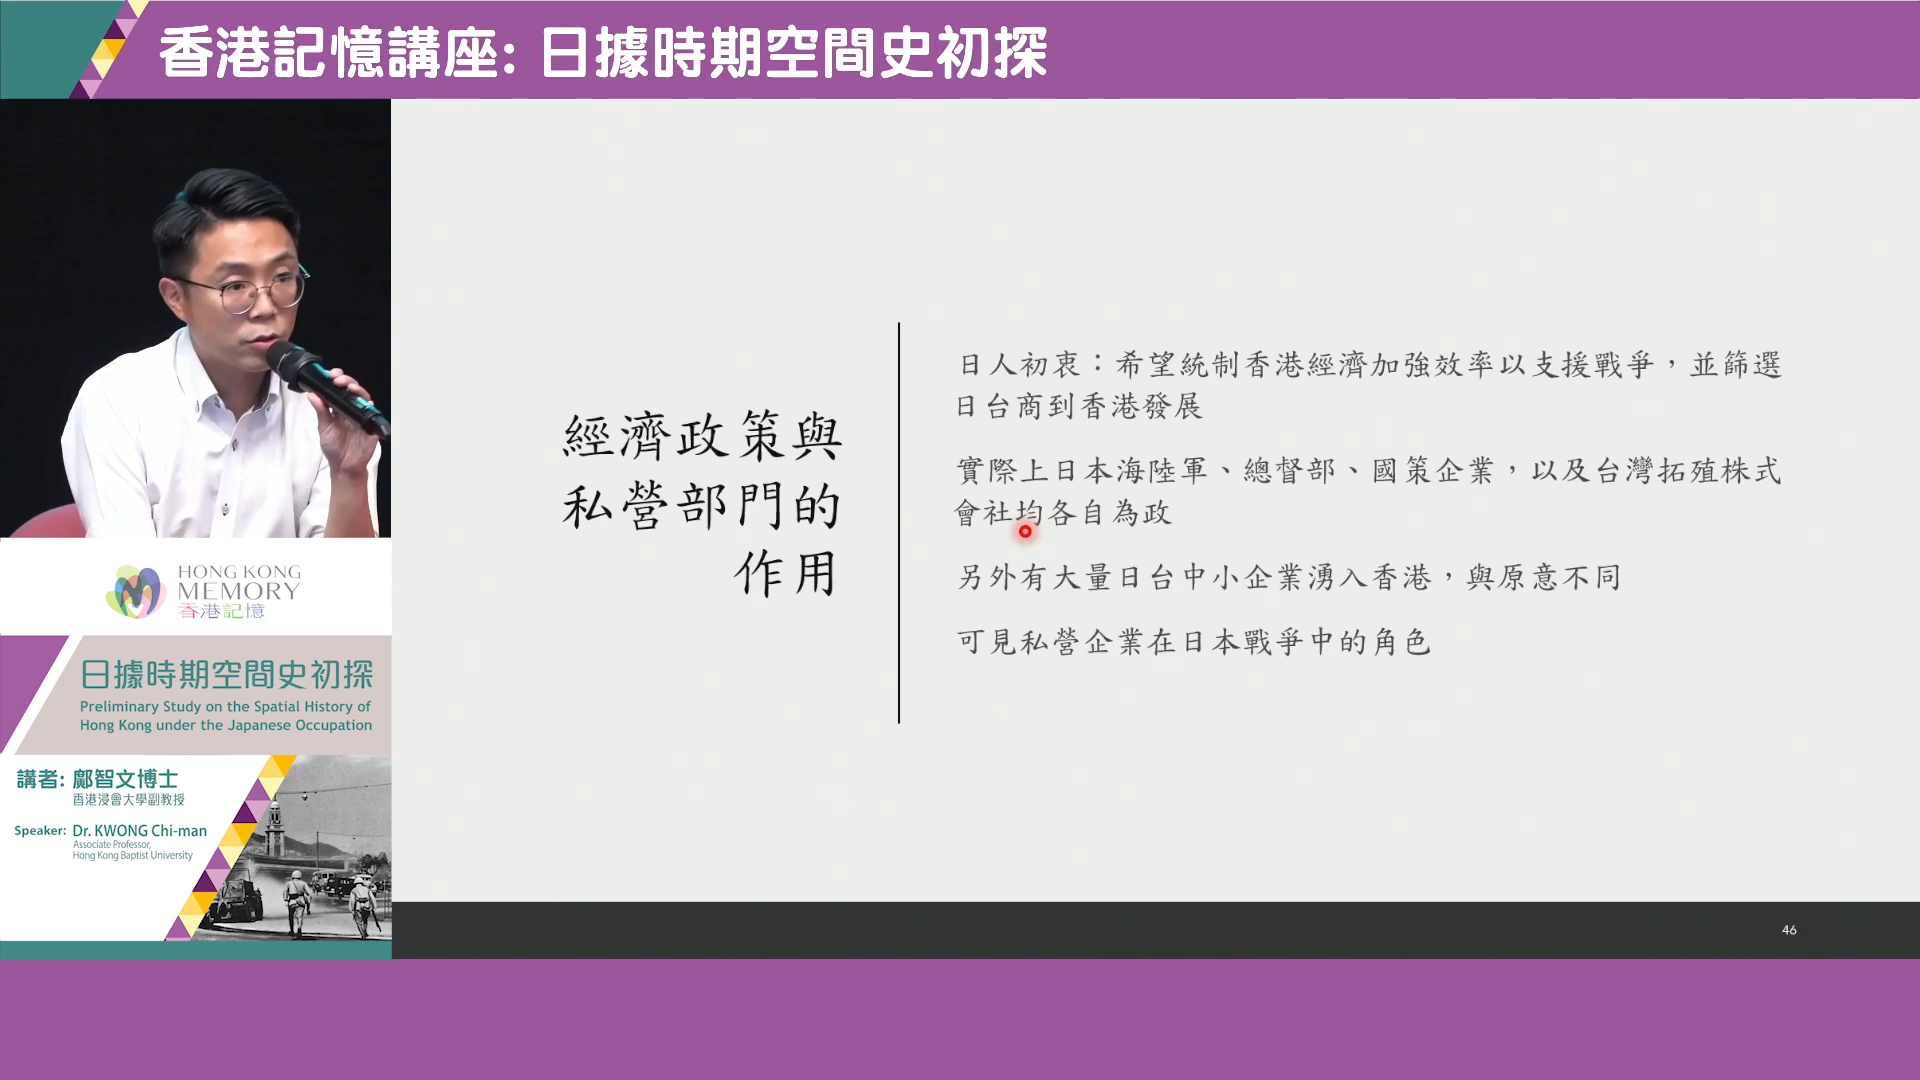 香港記憶講座: 日據時期空間史初探
經濟政策與
私營部門的
作用
日人初衷：希望統制香港經濟加強效率以支援戰爭，並篩選
日台商到香港發展
實際上日本海陸軍、總督部、國策企業，以及台灣拓殖株式
會社均各自為政
另外有大量日台中小企業湧入香港，與原意不同
可見私營企業在日本戰爭中的角色
46
HONG KONG
MEMORY
香港記憶
日據時期空間史初探
Preliminary Study on the Spatial History of
Hong Kong under the Japanese Occupation
講者: 鄺智文博士
香港浸會大學副教授
Speaker: Dr. KWONG Chi-man
Associate Professor,
Hong Kong Baptist University